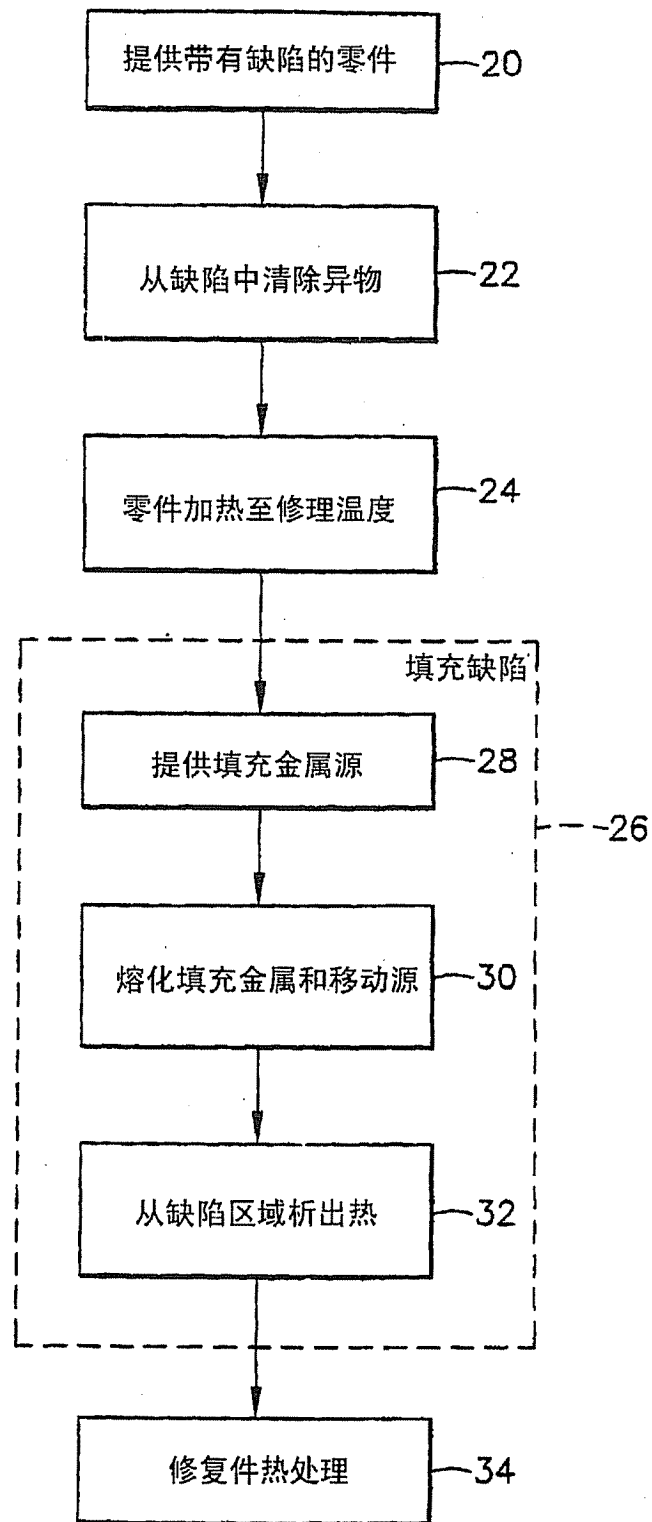 提供带有缺陷的零件 20
从缺陷中清除异物 22
零件加热至修理温度 24
填充缺陷
提供填充金属源 28
26
熔化填充金属和移动源 30
从缺陷区域析出热 32
修复件热处理 34